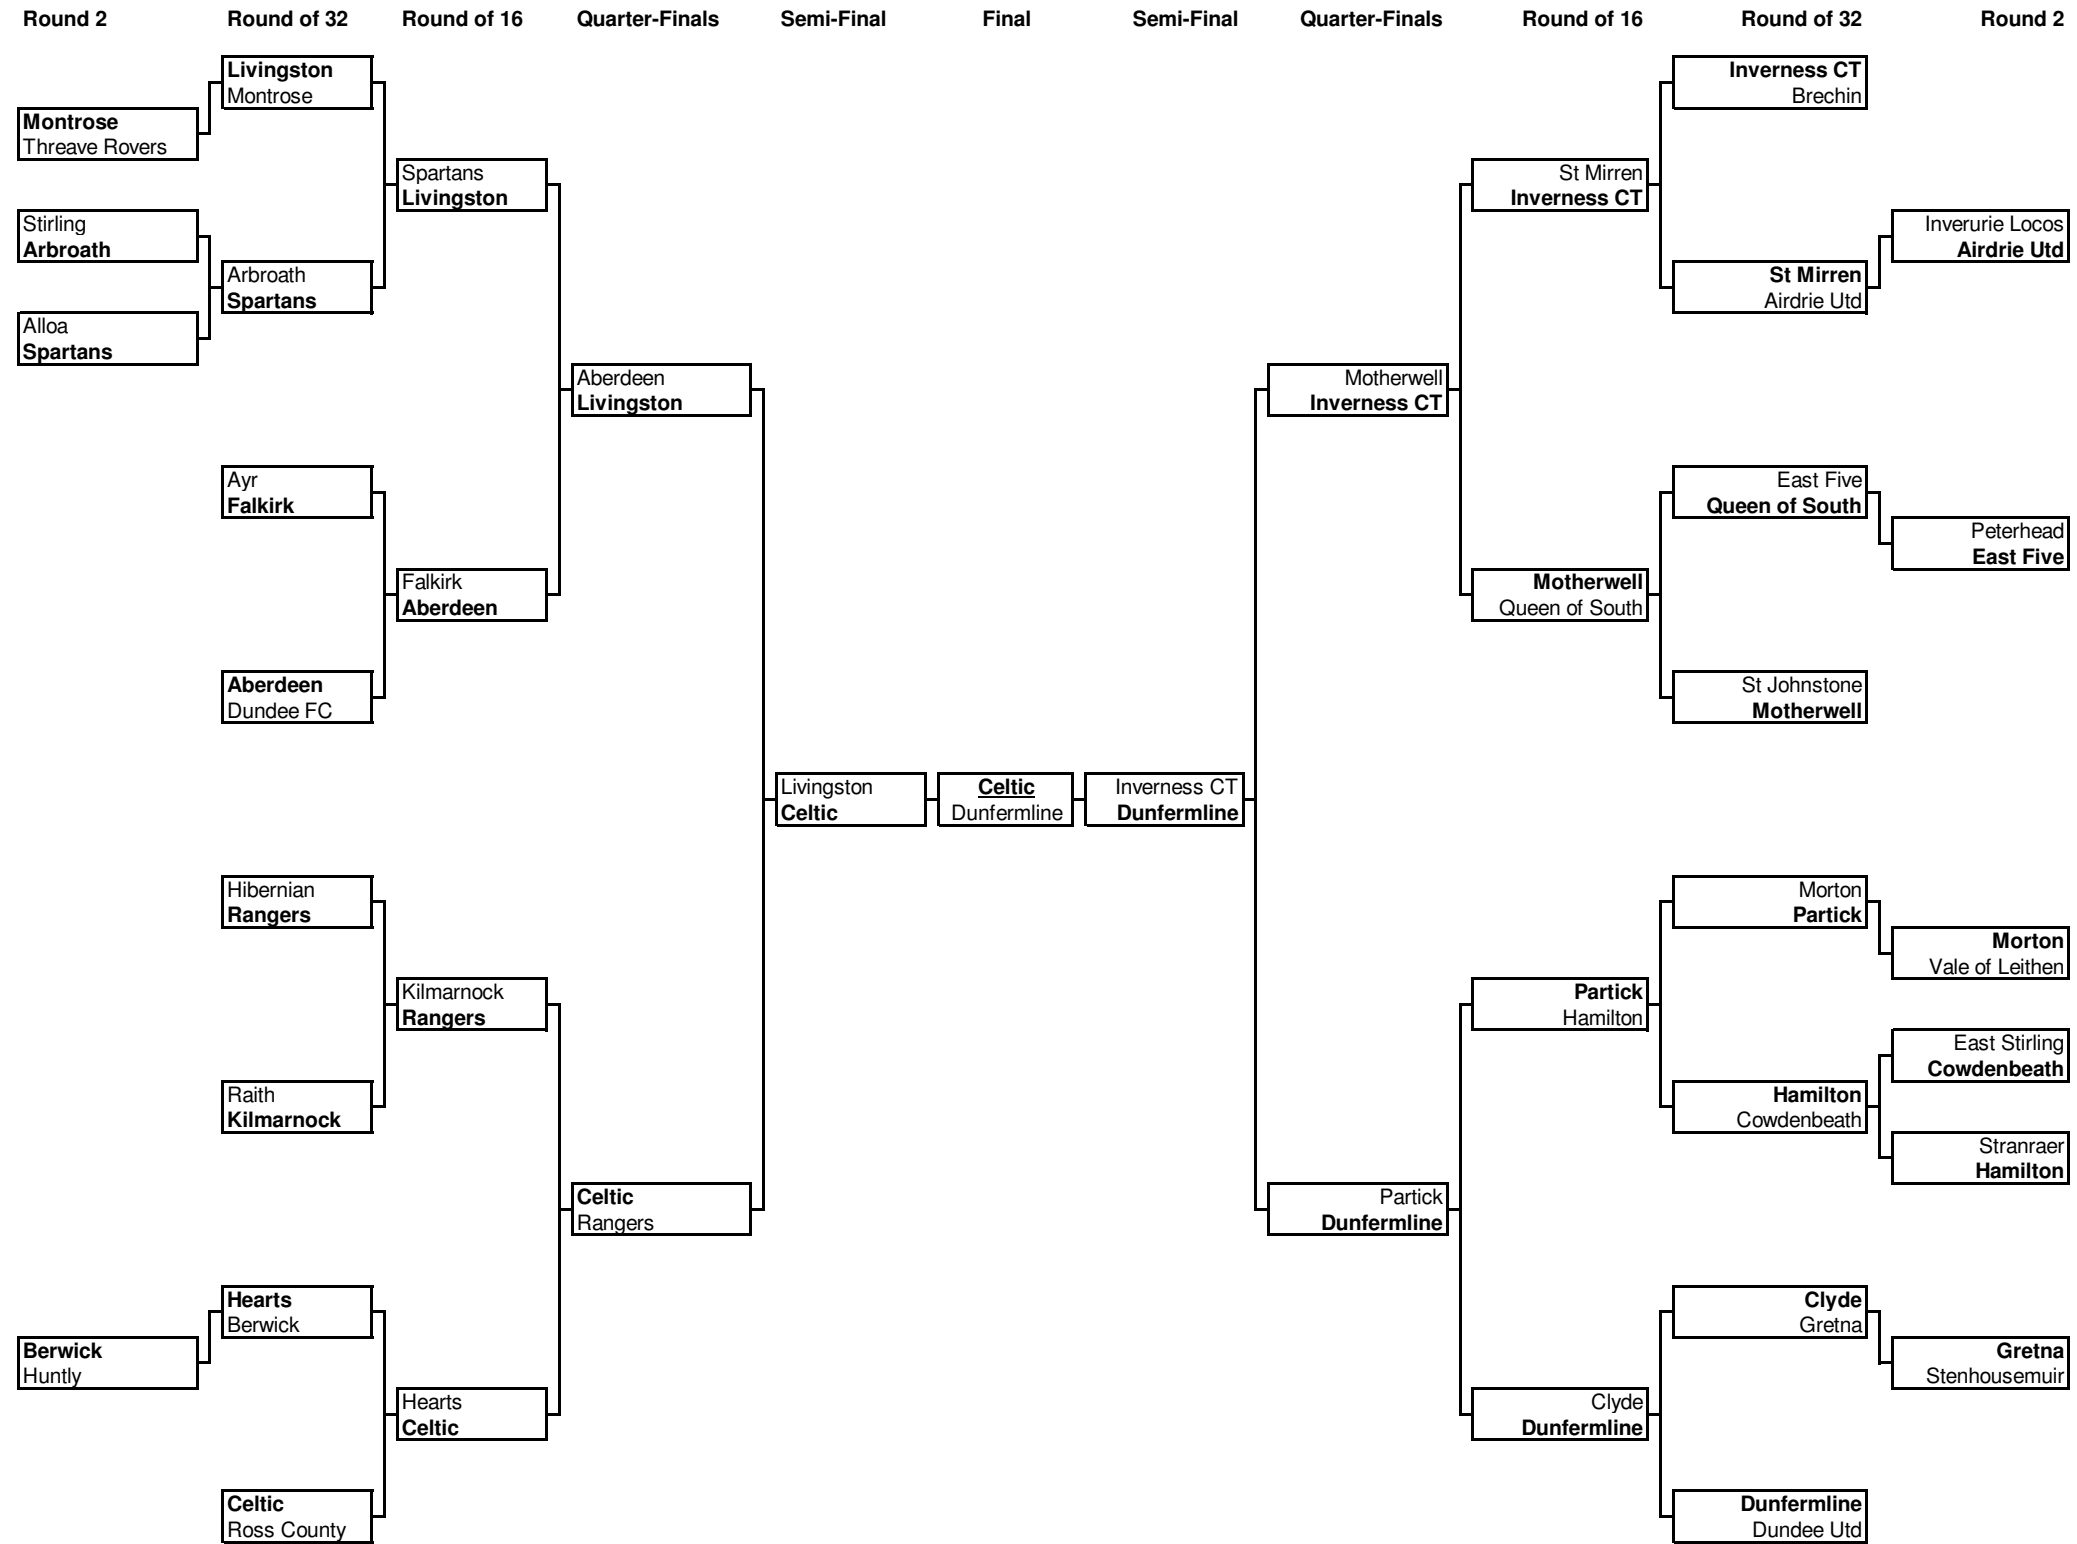 Round 2
Round of 32
Round of 16
Quarter-Finals
Semi-Final
Final
Semi-Final
Quarter-Finals
Round of 16
Round of 32
Round 2
Livingston
Montrose
Montrose
Threave Rovers
Spartans
Livingston
Stirling
Arbroath
Arbroath
Spartans
Alloa
Spartans
Aberdeen
Livingston
Ayr
Falkirk
Falkirk
Aberdeen
Aberdeen
Dundee FC
Livingston
Celtic
Celtic
Dunfermline
Inverness CT
Dunfermline
Hibernian
Rangers
Kilmarnock
Rangers
Raith
Kilmarnock
Celtic
Rangers
Hearts
Berwick
Berwick
Huntly
Hearts
Celtic
Celtic
Ross County
Inverness CT
Brechin
St Mirren
Inverness CT
Inverurie Locos
Airdrie Utd
St Mirren
Airdrie Utd
Motherwell
Inverness CT
East Five
Queen of South
Peterhead
East Five
Motherwell
Queen of South
St Johnstone
Motherwell
Morton
Partick
Morton
Vale of Leithen
Partick
Hamilton
East Stirling
Cowdenbeath
Hamilton
Cowdenbeath
Stranraer
Hamilton
Partick
Dunfermline
Clyde
Gretna
Gretna
Stenhousemuir
Clyde
Dunfermline
Dunfermline
Dundee Utd